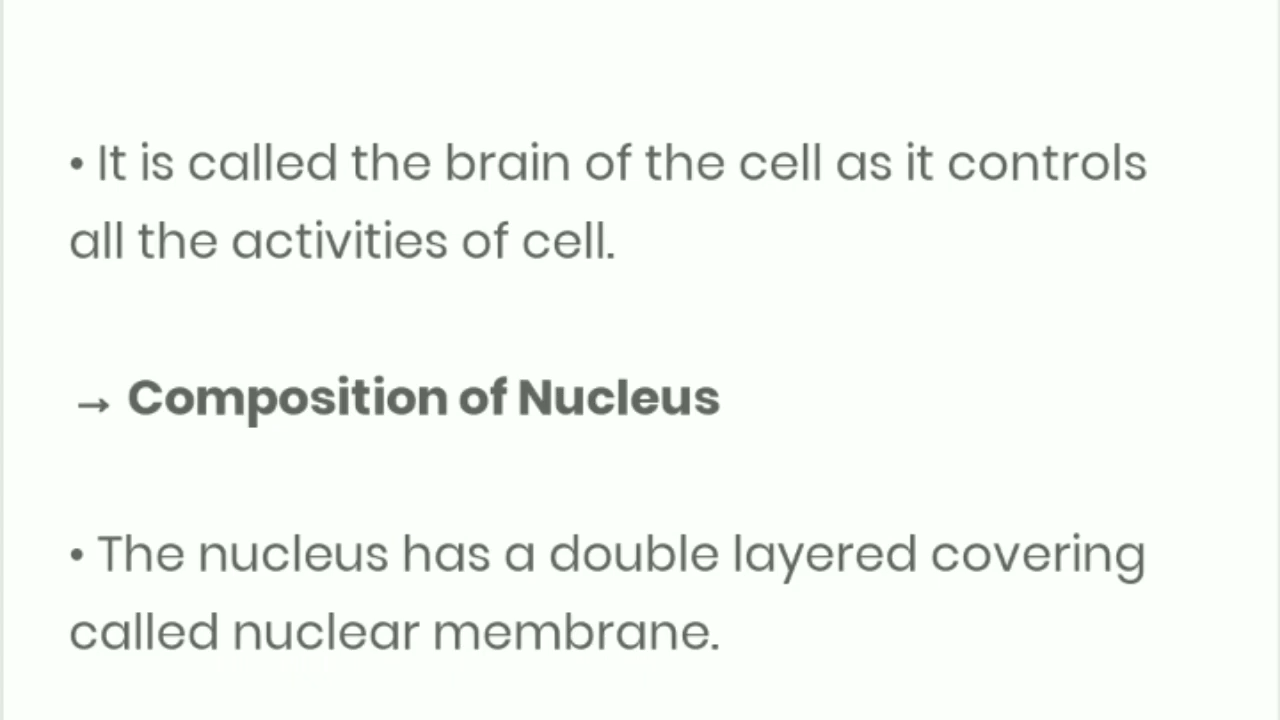 • It is called the brain of the cell as it controls
all the activities of cell.
→ Composition of Nucleus
• The nucleus has a double layered covering
called nuclear membrane.